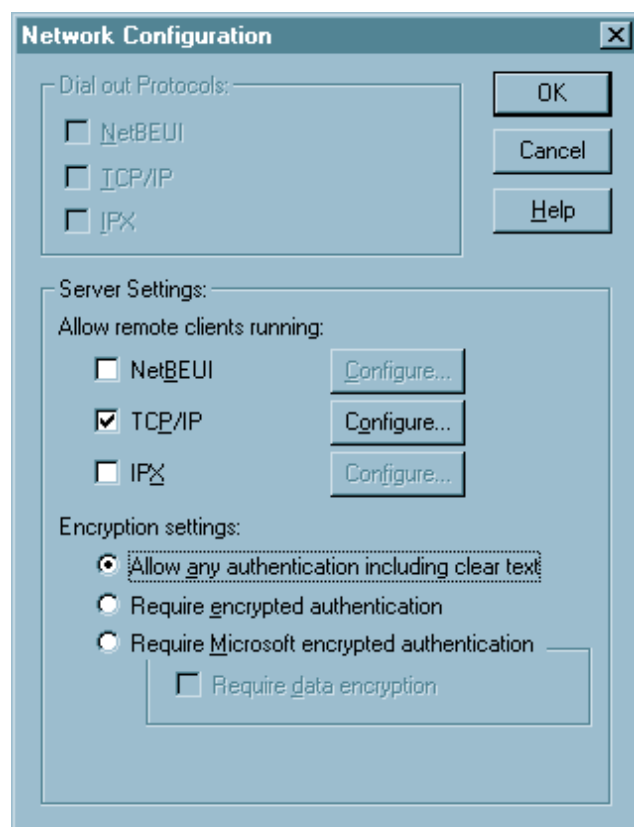 Network Configuration
Dial out Protocols:
OK
NetBEUI
Cancel
TCP/IP
Help
IPX
Server Settings:
Allow remote clients running:
NetBEUI Configure...
TCP/IP Configure...
IPX Configure...
Encryption settings:
Allow any authentication including clear text
Require encrypted authentication
Require Microsoft encrypted authentication
Require data encryption